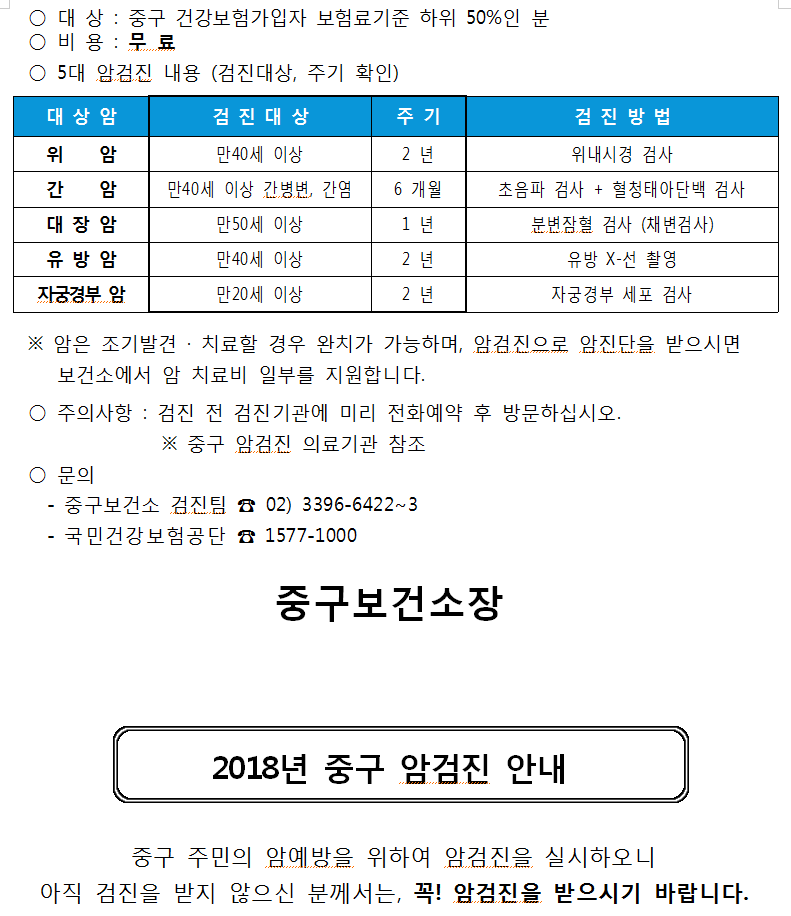 ○ 대 상 : 중구 건강보험가입자 보험료기준 하위 50%인 분
○ 비 용 : 무 료
○ 5대 암검진 내용 (검진대상, 주기 확인)
대 상 암 검 진 대 상 주 기 검 진 방 법
위 암 만40세 이상 2 년 위내시경 검사
간 암 만40세 이상 간병변, 간염 6 개월 초음파 검사 + 혈청태아단백 검사
대 장 암 만50세 이상 1 년 분변잠혈 검사 (채변검사)
유 방 암 만40세 이상 2 년 유방 X-선 촬영
자궁경부 암 만20세 이상 2 년 자궁경부 세포 검사
※ 암은 조기발견 · 치료할 경우 완치가 가능하며, 암검진으로 암진단을 받으시면
보건소에서 암 치료비 일부를 지원합니다.
○ 주의사항 : 검진 전 검진기관에 미리 전화예약 후 방문하십시오.
※ 중구 암검진 의료기관 참조
○ 문의
- 중구보건소 검진팀 ☎ 02) 3396-6422~3
- 국민건강보험공단 ☎ 1577-1000
중구보건소장
2018년 중구 암검진 안내
중구 주민의 암예방을 위하여 암검진을 실시하오니
아직 검진을 받지 않으신 분께서는, 꼭! 암검진을 받으시기 바랍니다.